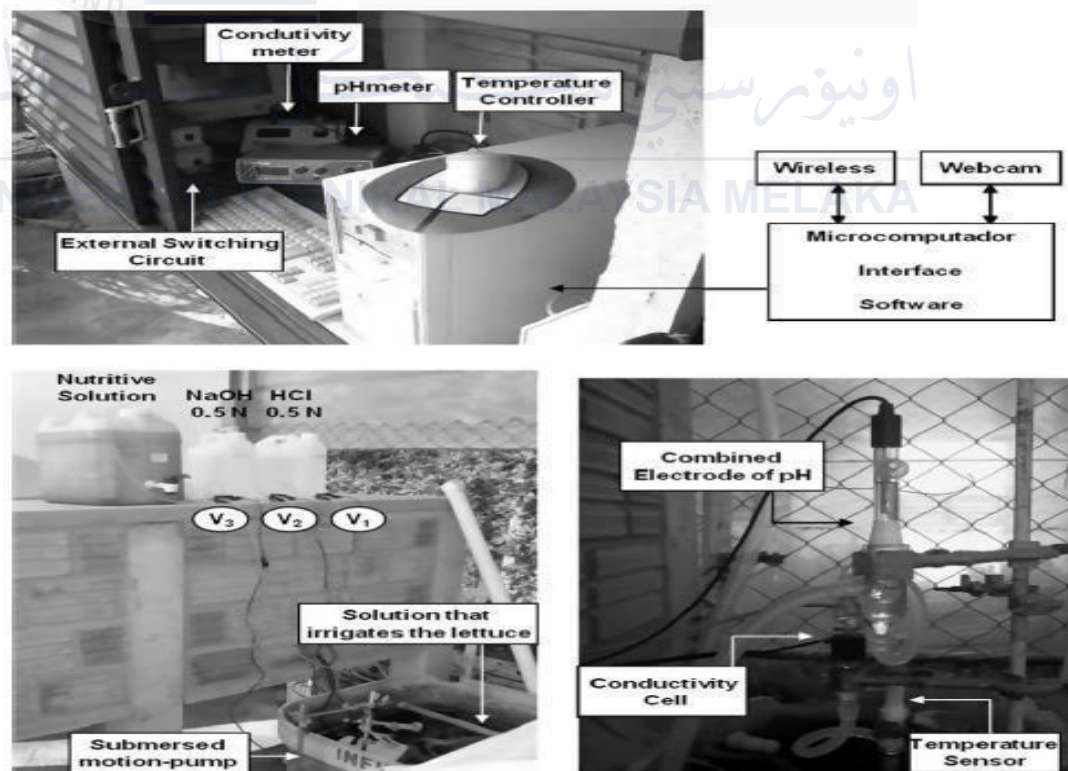 Condutivity
meter
pHmeter
Temperature
Controller
اونيۏرسيتي
Wireless
Webcam
MALAYSIA MELAKA
External Switching
Circuit
Microcomputador
Interface
Software
Nutritive
Solution
NaOH
0.5 N
HCl
0.5 N
V3
V2
V1
Solution that
irrigates the lettuce
Submersed
motion-pump
Combined
Electrode of pH
Conductivity
Cell
Temperature
Sensor